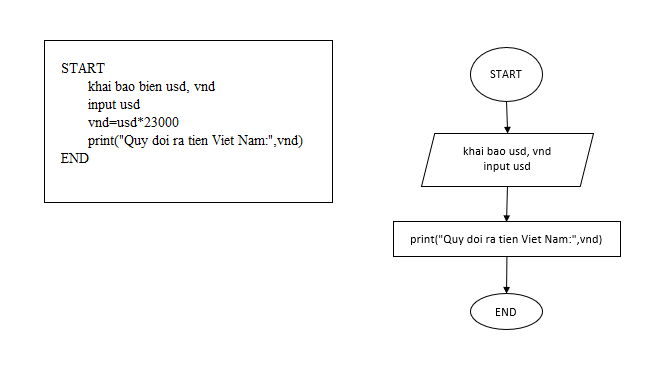 START
khai bao bien usd, vnd
input usd
vnd=usd*23000
print("Quy doi ra tien Viet Nam:",vnd)
END
START
khai bao usd, vnd
input usd
print("Quy doi ra tien Viet Nam:",vnd)
END